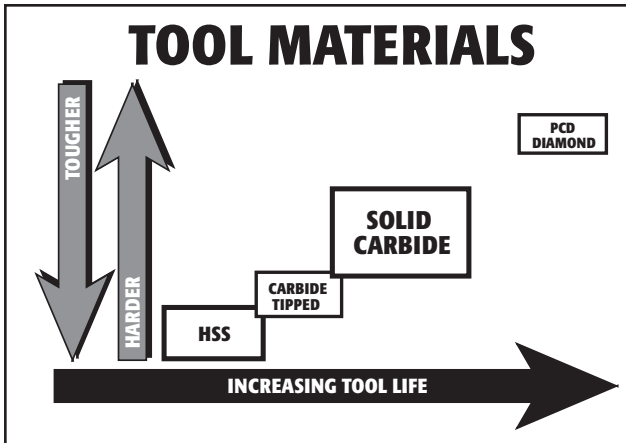 TOOL MATERIALS
TOUGHER
HARDER
PCD
DIAMOND
SOLID
CARBIDE
CARBIDE
TIPPED
HSS
INCREASING TOOL LIFE